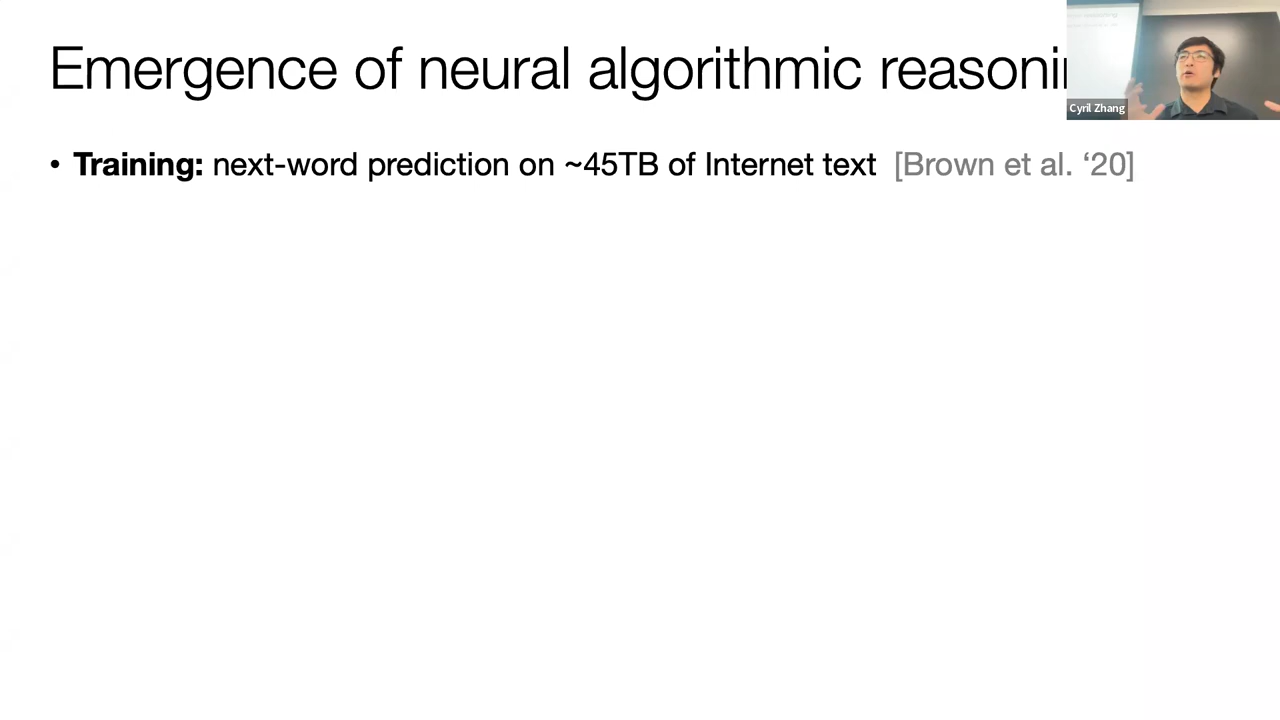 Emergence of neural algorithmic reasoni
Cyril Zhang
• Training: next-word prediction on ~45TB of Internet text [Brown et al. ‘20]